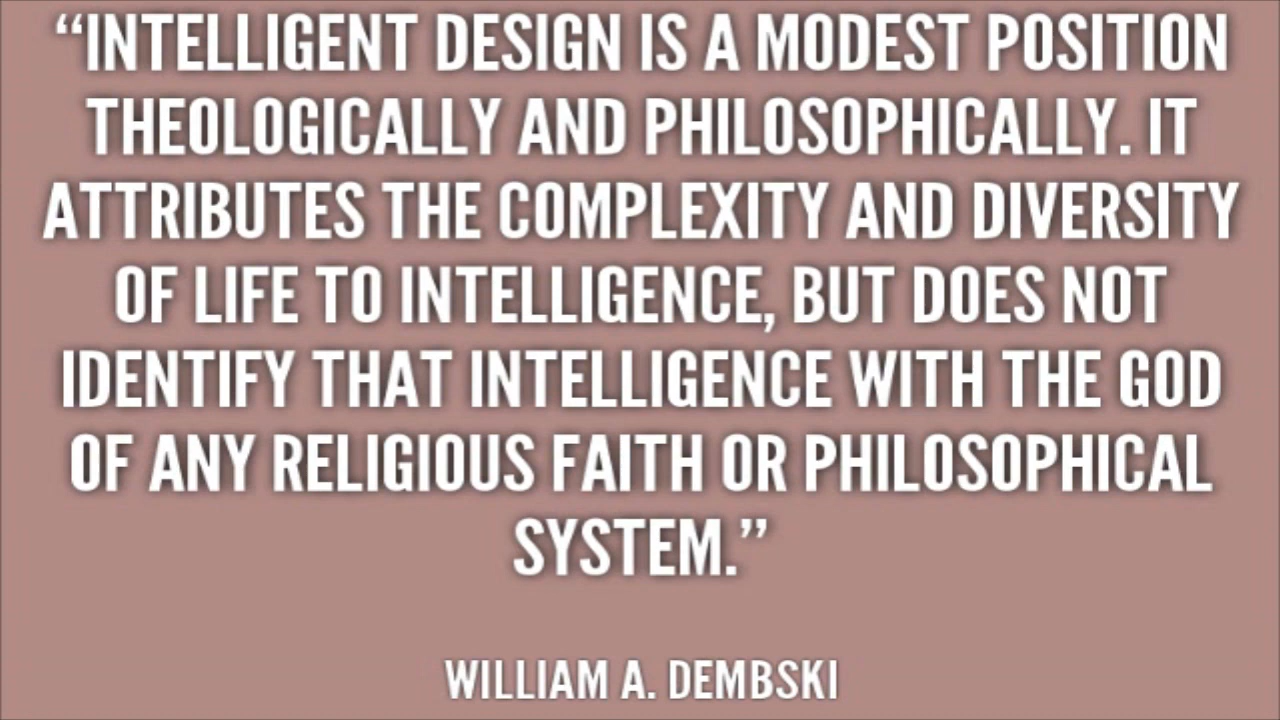 “INTELLIGENT DESIGN IS A MODEST POSITION
THEOLOGICALLY AND PHILOSOPHICALLY. IT
ATTRIBUTES THE COMPLEXITY AND DIVERSITY
OF LIFE TO INTELLIGENCE, BUT DOES NOT
IDENTIFY THAT INTELLIGENCE WITH THE GOD
OF ANY RELIGIOUS FAITH OR PHILOSOPHICAL
SYSTEM.”
WILLIAM A. DEMBSKI